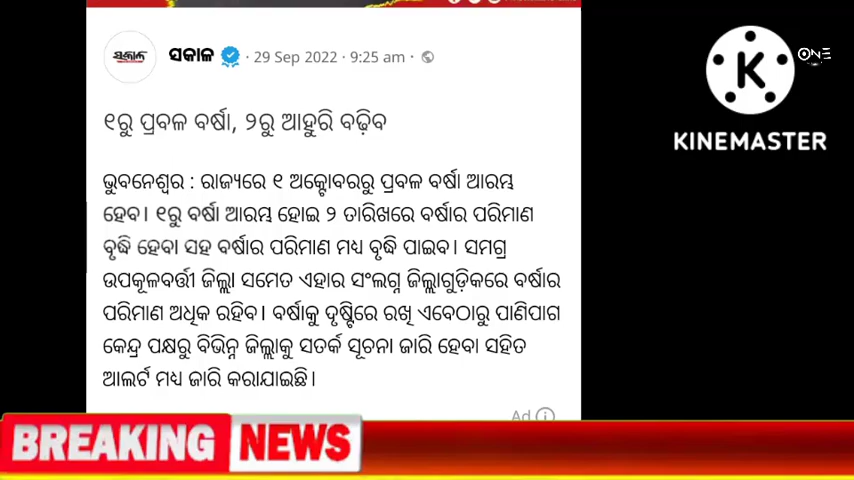 ସକାଳ
ସକାଳ · 29 Sep 2022 · 9:25 am ·
୧ରୁ ପ୍ରବଳ ବର୍ଷା, ୨ରୁ ଆହୁରି ବଢ଼ିବ
ଭୁବନେଶ୍ୱର : ରାଜ୍ୟରେ ୧ ଅକ୍ଟୋବରରୁ ପ୍ରବଳ ବର୍ଷା ଆରମ୍ଭ
ହେବ। ୧ରୁ ବର୍ଷା ଆରମ୍ଭ ହୋଇ ୨ ତାରିଖରେ ବର୍ଷାର ପରିମାଣ
ବୃଦ୍ଧି ହେବା ସହ ବର୍ଷାର ପରିମାଣ ମଧ୍ୟ ବୃଦ୍ଧି ପାଇବ। ସମଗ୍ର
ଉପକୂଳବର୍ତ୍ତୀ ଜିଲ୍ଲା ସମେତ ଏହାର ସଂଲଗ୍ନ ଜିଲ୍ଲାଗୁଡ଼ିକରେ ବର୍ଷାର
ପରିମାଣ ଅଧିକ ରହିବ। ବର୍ଷାକୁ ଦୃଷ୍ଟିରେ ରଖି ଏବେଠାରୁ ପାଣିପାଗ
କେନ୍ଦ୍ର ପକ୍ଷରୁ ବିଭିନ୍ନ ଜିଲ୍ଲାକୁ ସତର୍କ ସୂଚନା ଜାରି ହେବା ସହିତ
ଆଲର୍ଟ ମଧ୍ୟ ଜାରି କରାଯାଇଛି।
Ad
KINEMASTER
ONE
BREAKING NEWS